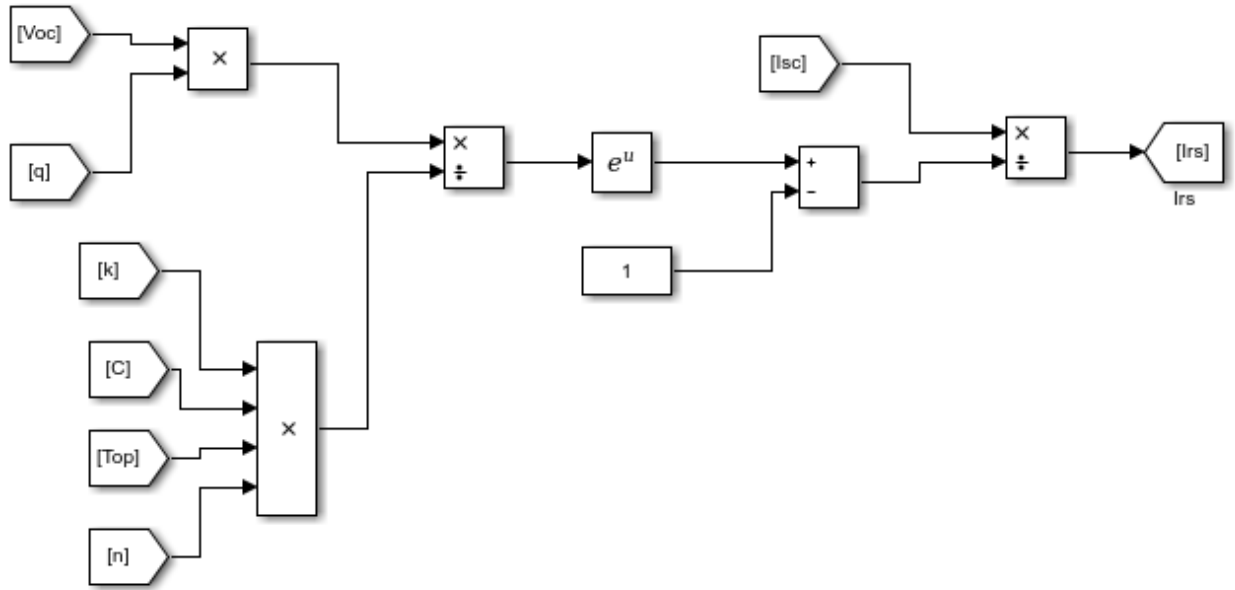 [Voc]
×
[q]
×
÷
e^u
+
−
1
[Isc]
×
÷
[Irs]
Irs
[k]
[C]
[Top]
[n]
×